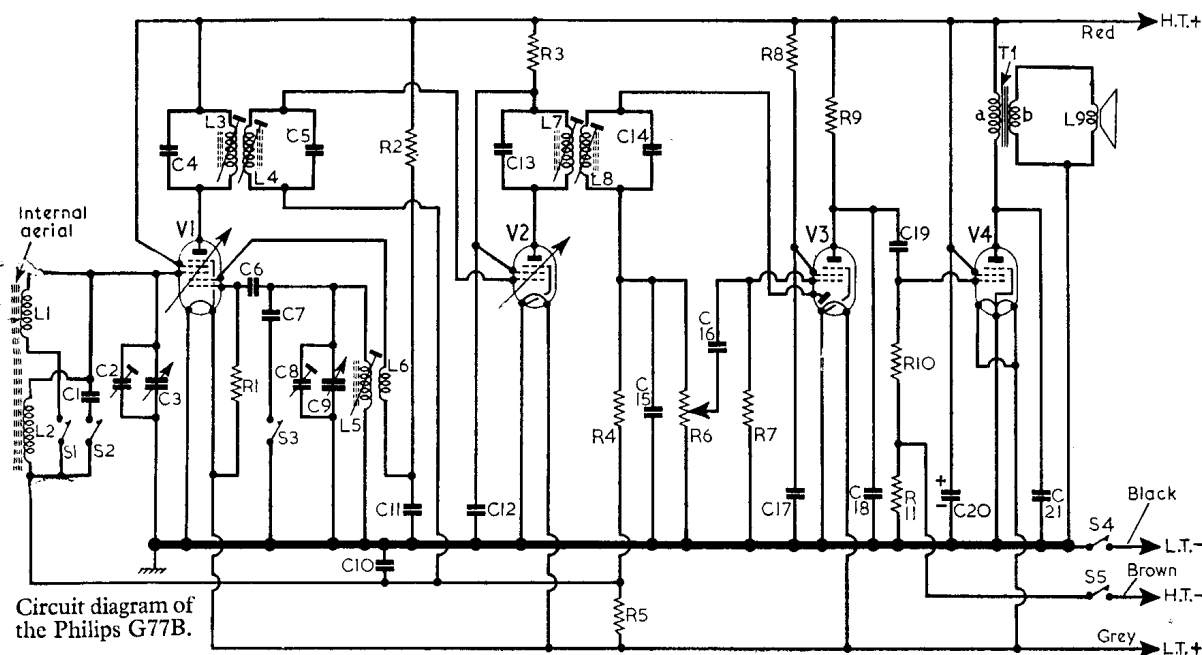 H.T.+
Red
R3
R8
T1
L3
C5
L7
C14
R9
a
b
L9
C4
R2
C13
L4
L8
Internal
aerial
V1
V2
V3
C19
V4
C6
L1
C7
C
16
C2
C8
L6
R10
C1
C3
R1
C9
C
15
L2
L5
R4
R6
R7
S1
S2
S3
C11
C12
C17
C
18
R
11
+
-
C20
C
21
Black
S4
L.T.-
C10
Brown
S5
H.T.-
Circuit diagram of
the Philips G77B.
R5
Grey
L.T.+